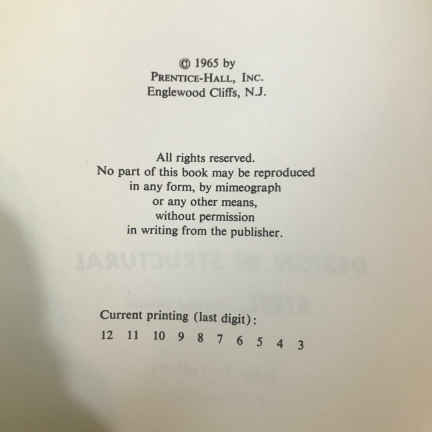 © 1965 by
PRENTICE-HALL, INC.
Englewood Cliffs, N.J.
All rights reserved.
No part of this book may be reproduced
in any form, by mimeograph
or any other means,
without permission
in writing from the publisher.
Current printing (last digit):
12 11 10 9 8 7 6 5 4 3